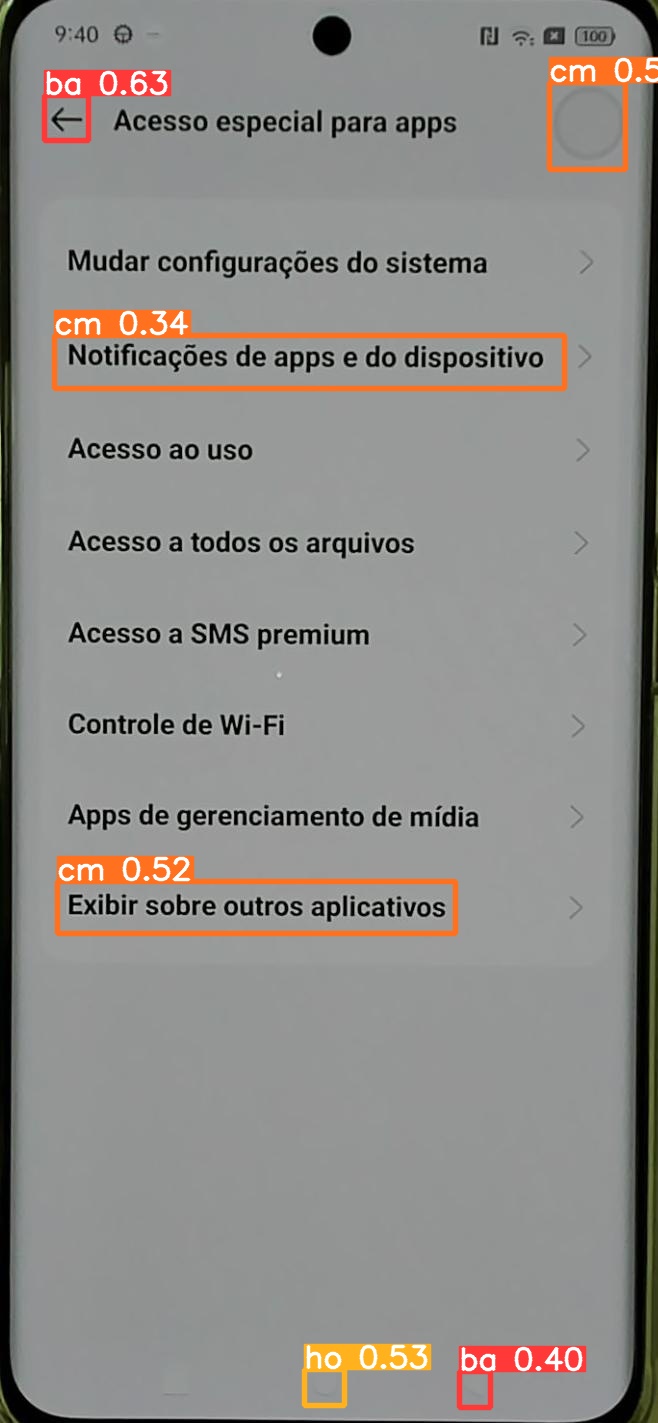 9:40
100
ba 0.63
cm 0.5
Acesso especial para apps
Mudar configurações do sistema
cm 0.34
Notificações de apps e do dispositivo
Acesso ao uso
Acesso a todos os arquivos
Acesso a SMS premium
Controle de Wi-Fi
Apps de gerenciamento de mídia
cm 0.52
Exibir sobre outros aplicativos
ho 0.53
ba 0.40